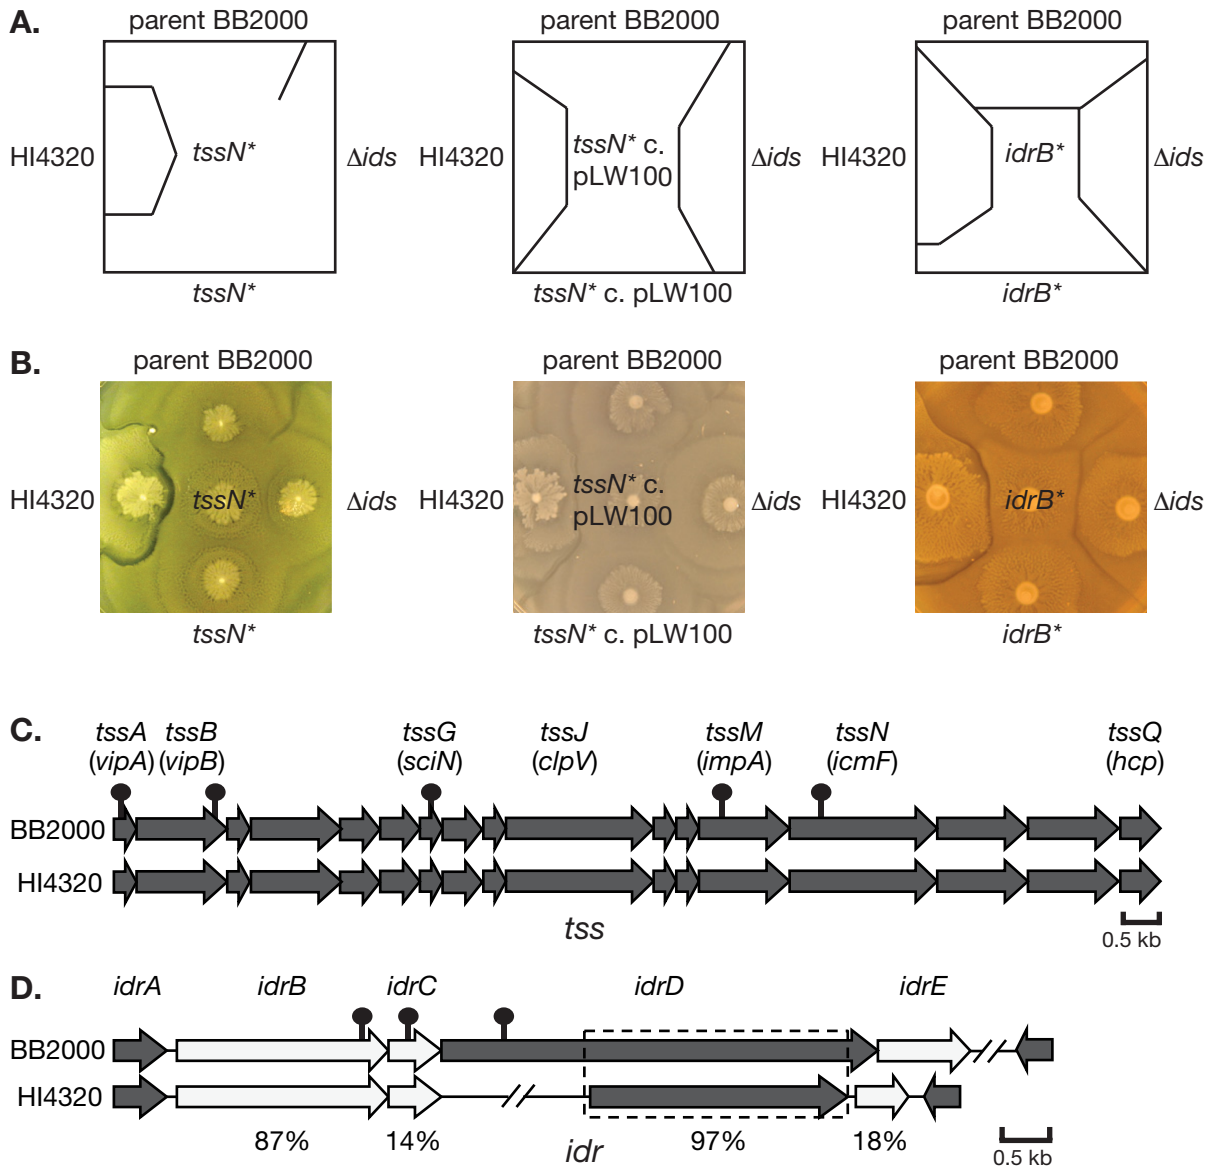 A.
parent BB2000 parent BB2000 parent BB2000
HI4320 tssN* Δids HI4320 tssN* c. pLW100 Δids HI4320 idrB* Δids
tssN* tssN* c. pLW100 idrB*
B.
parent BB2000 parent BB2000 parent BB2000
HI4320 tssN* Δids HI4320 tssN* c. pLW100 Δids HI4320 idrB* Δids
tssN* tssN* c. pLW100 idrB*
C.
tssA tssB tssG tssJ tssM tssN tssQ
(vipA) (vipB) (sciN) (clpV) (impA) (icmF) (hcp)
BB2000
HI4320
tss
0.5 kb
D.
idrA idrB idrC idrD idrE
BB2000
HI4320
87% 14% idr 97% 18%
0.5 kb